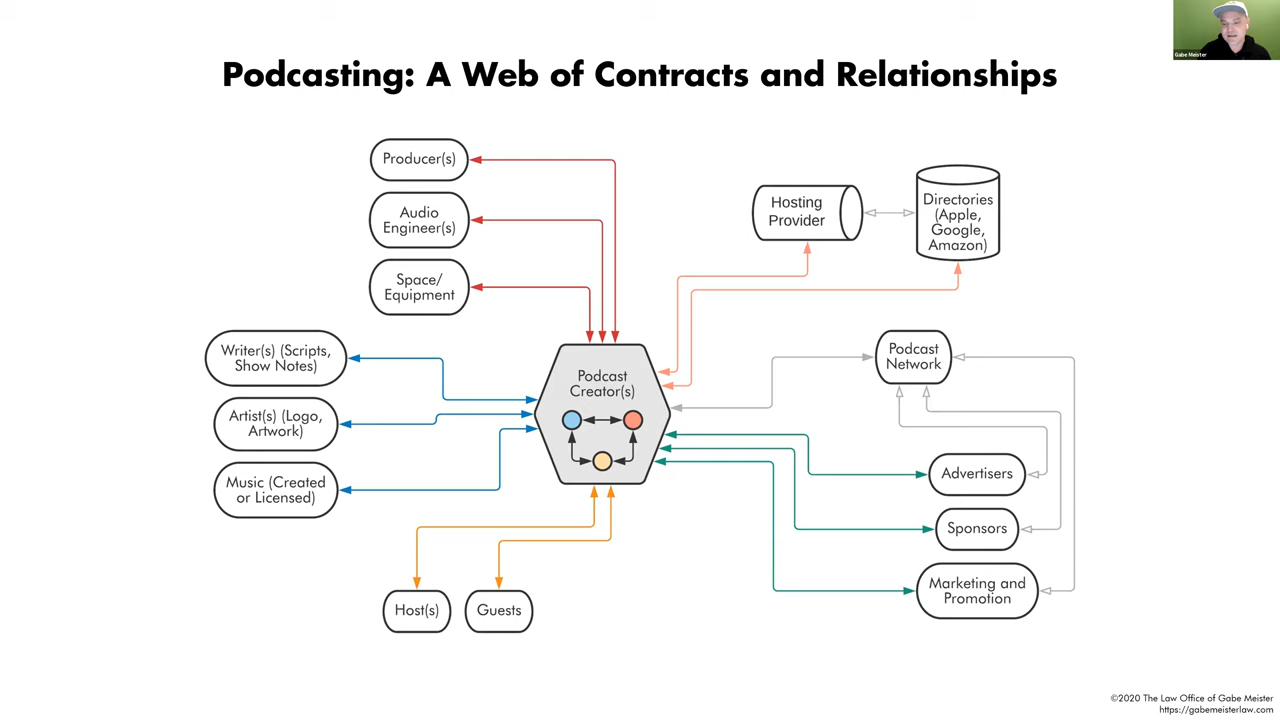 Gabe Meister
Podcasting: A Web of Contracts and Relationships
Producer(s)
Audio
Engineer(s)
Space/
Equipment
Writer(s) (Scripts,
Show Notes)
Artist(s) (Logo,
Artwork)
Music (Created
or Licensed)
Podcast
Creator(s)
Host(s)
Guests
Hosting
Provider
Directories
(Apple,
Google,
Amazon)
Podcast
Network
Advertisers
Sponsors
Marketing and
Promotion
©2020 The Law Office of Gabe Meister
https://gabemeisterlaw.com